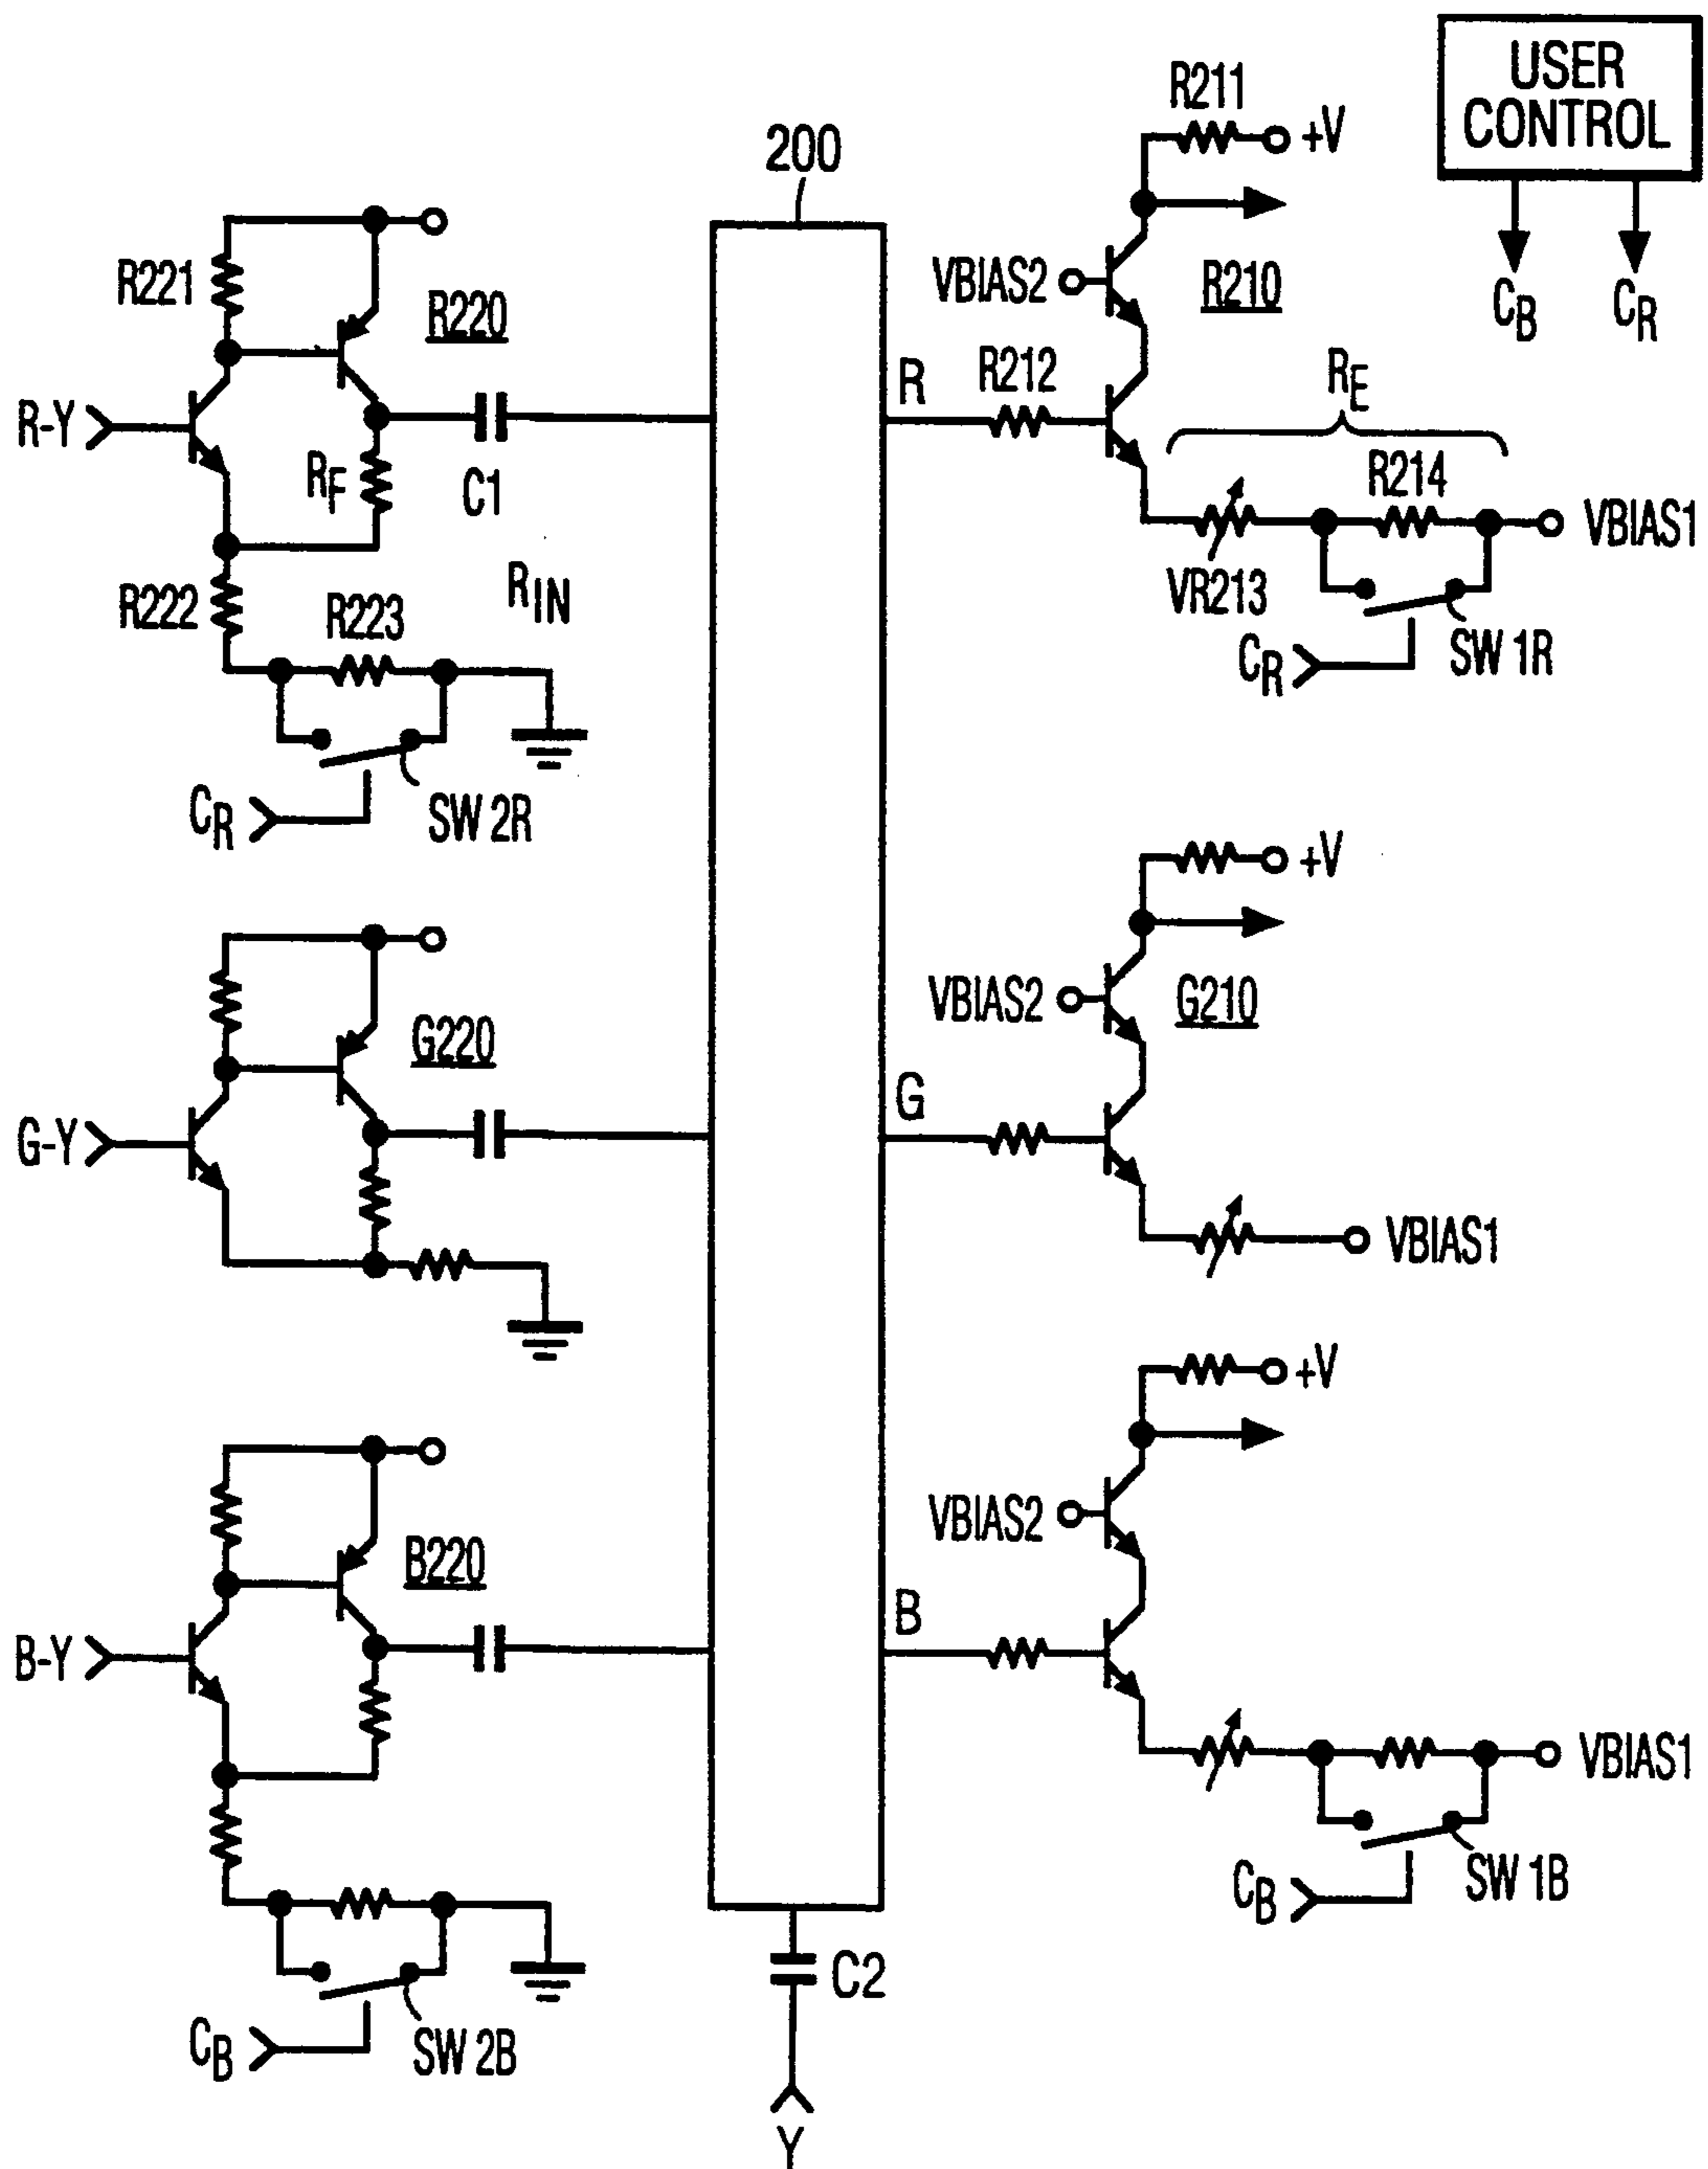 USER
CONTROL
CB
CR
R211
+V
200
VBIAS2
R210
R221
R220
R-Y
RF
C1
R
R212
RE
R214
VBIAS1
VR213
CR
SW 1R
R222
RIN
R223
CR
SW 2R
+V
VBIAS2
G210
G220
G-Y
G
VBIAS1
+V
VBIAS2
B220
B-Y
B
VBIAS1
CB
SW 1B
CB
SW 2B
C2
Y